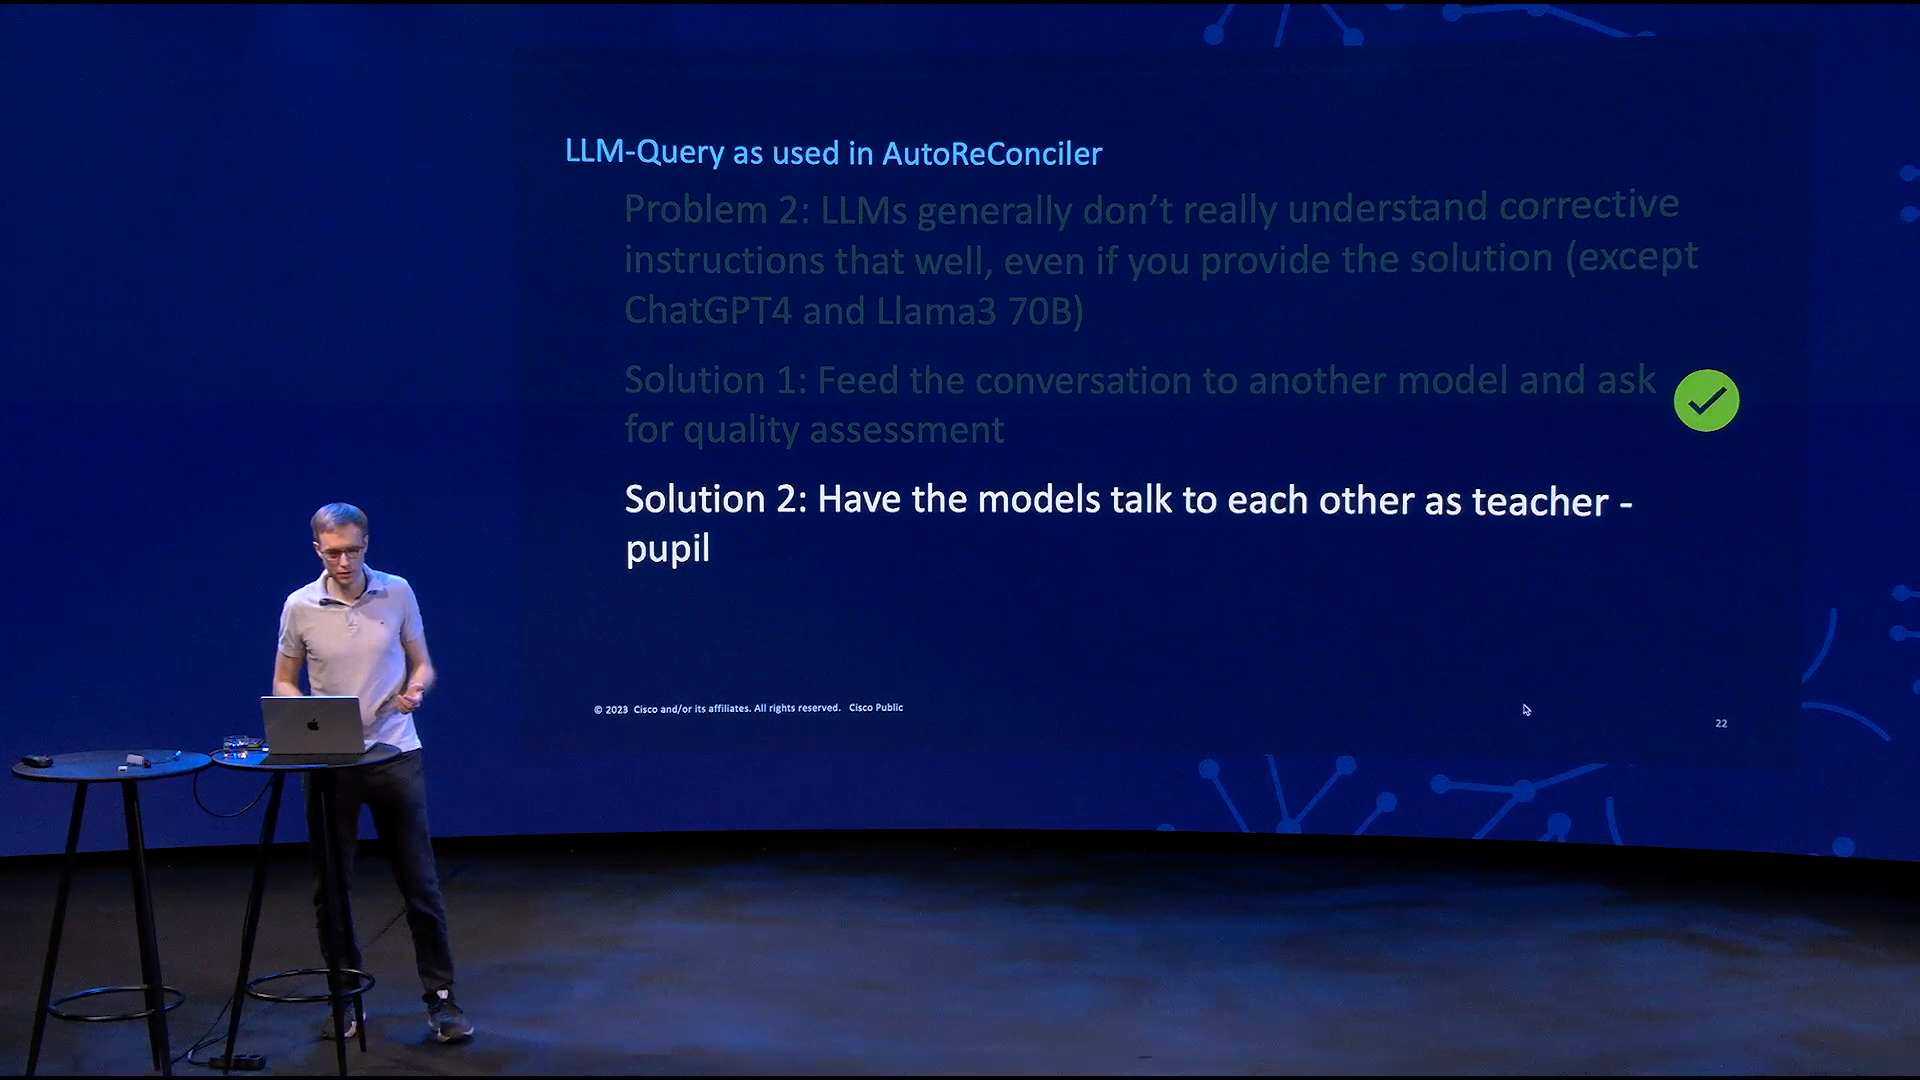 LLM-Query as used in AutoReConciler
Problem 2: LLMs generally don't really understand corrective
instructions that well, even if you provide the solution (except
ChatGPT4 and Llama3 70B)
Solution 1: Feed the conversation to another model and ask
for quality assessment
Solution 2: Have the models talk to each other as teacher -
pupil
© 2023 Cisco and/or its affiliates. All rights reserved. Cisco Public
22